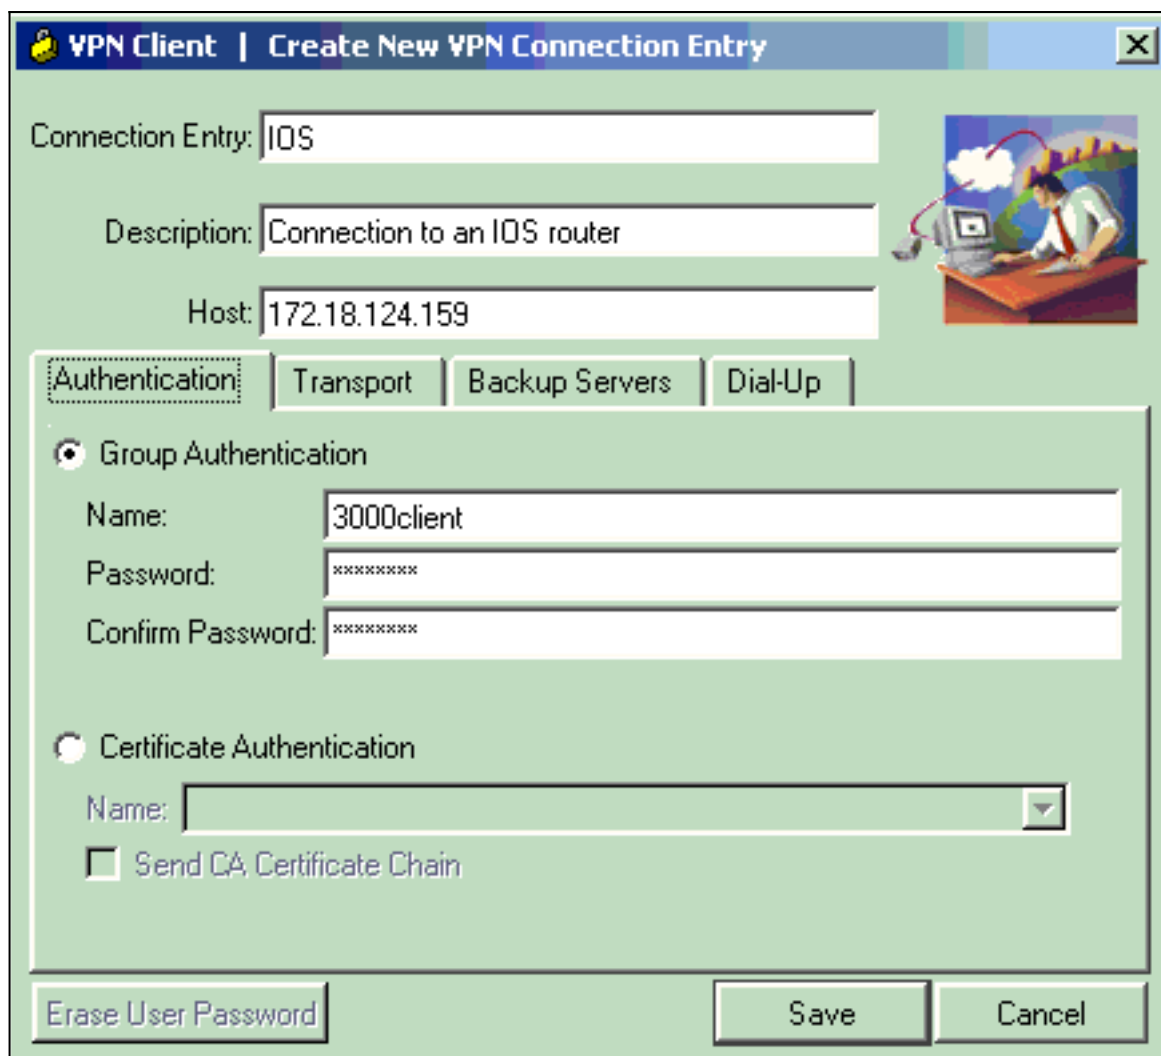 VPN Client | Create New VPN Connection Entry
Connection Entry: IOS
Description: Connection to an IOS router
Host: 172.18.124.159
Authentication Transport Backup Servers Dial-Up
Group Authentication
Name: 3000client
Password: ********
Confirm Password: ********
Certificate Authentication
Name:
Send CA Certificate Chain
Erase User Password Save Cancel